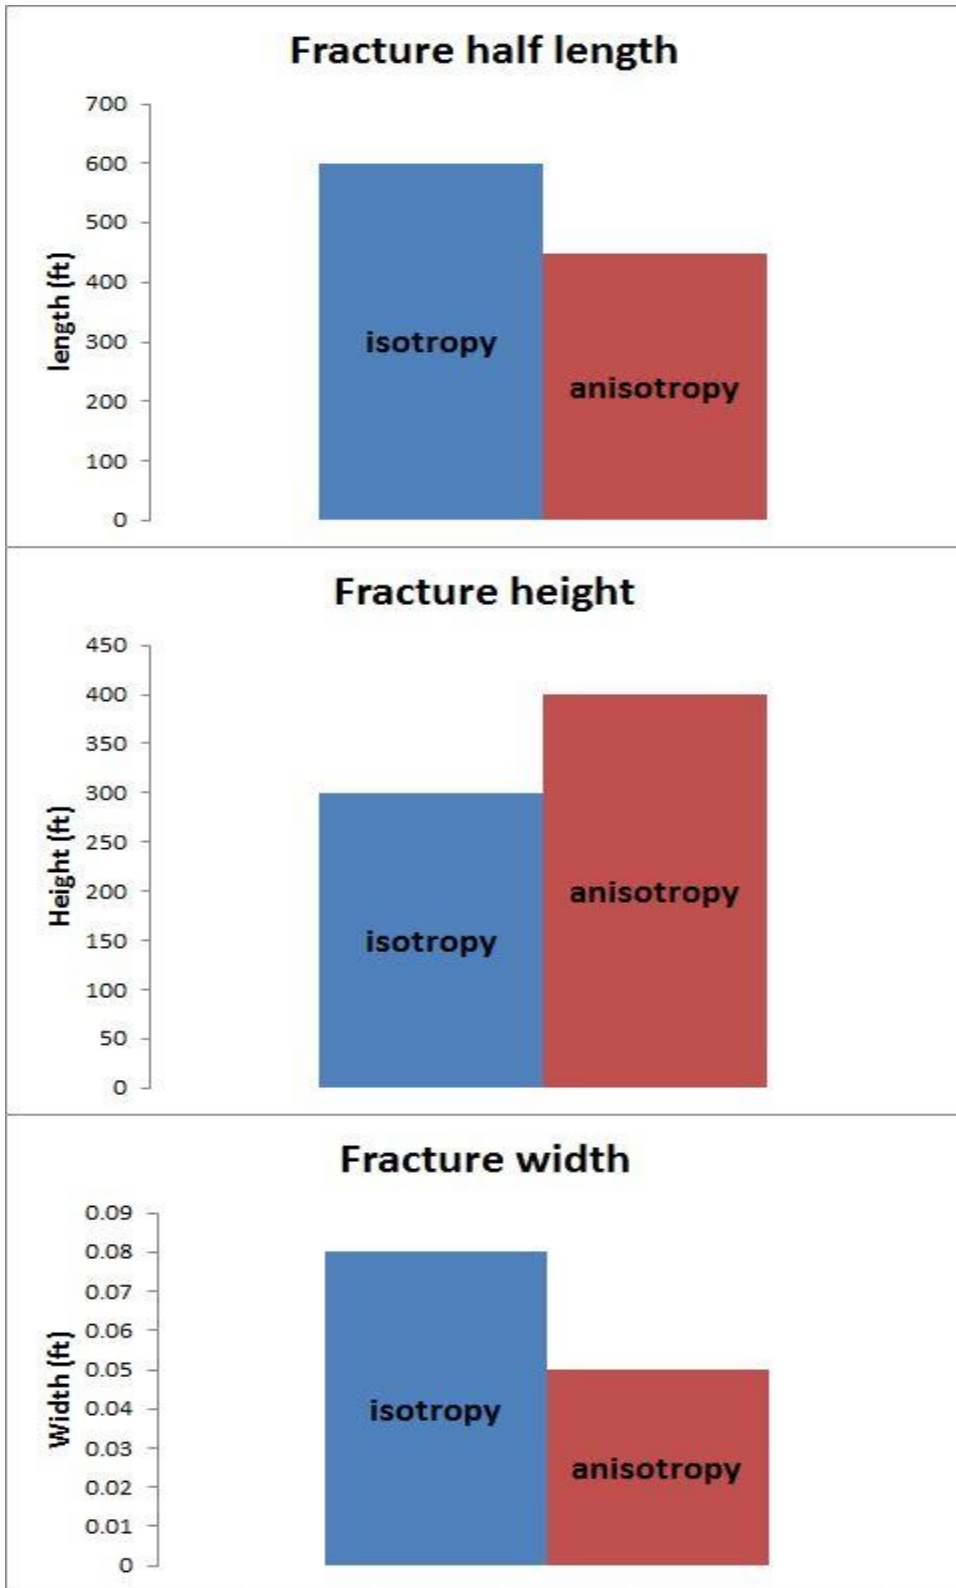 Fracture half length
700
600
500
400
300
200
100
0
length (ft)
isotropy
anisotropy
Fracture height
450
400
350
300
250
200
150
100
50
0
Height (ft)
isotropy
anisotropy
Fracture width
0.09
0.08
0.07
0.06
0.05
0.04
0.03
0.02
0.01
0
Width (ft)
isotropy
anisotropy